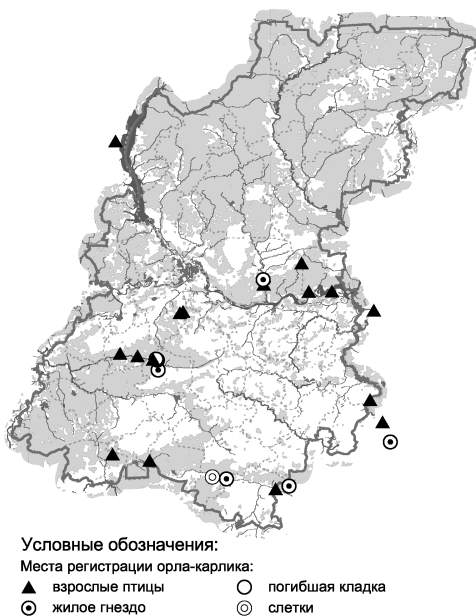 Условные обозначения:
Места регистрации орла-карлика:
взрослые птицы погибшая кладка
жилое гнездо слетки